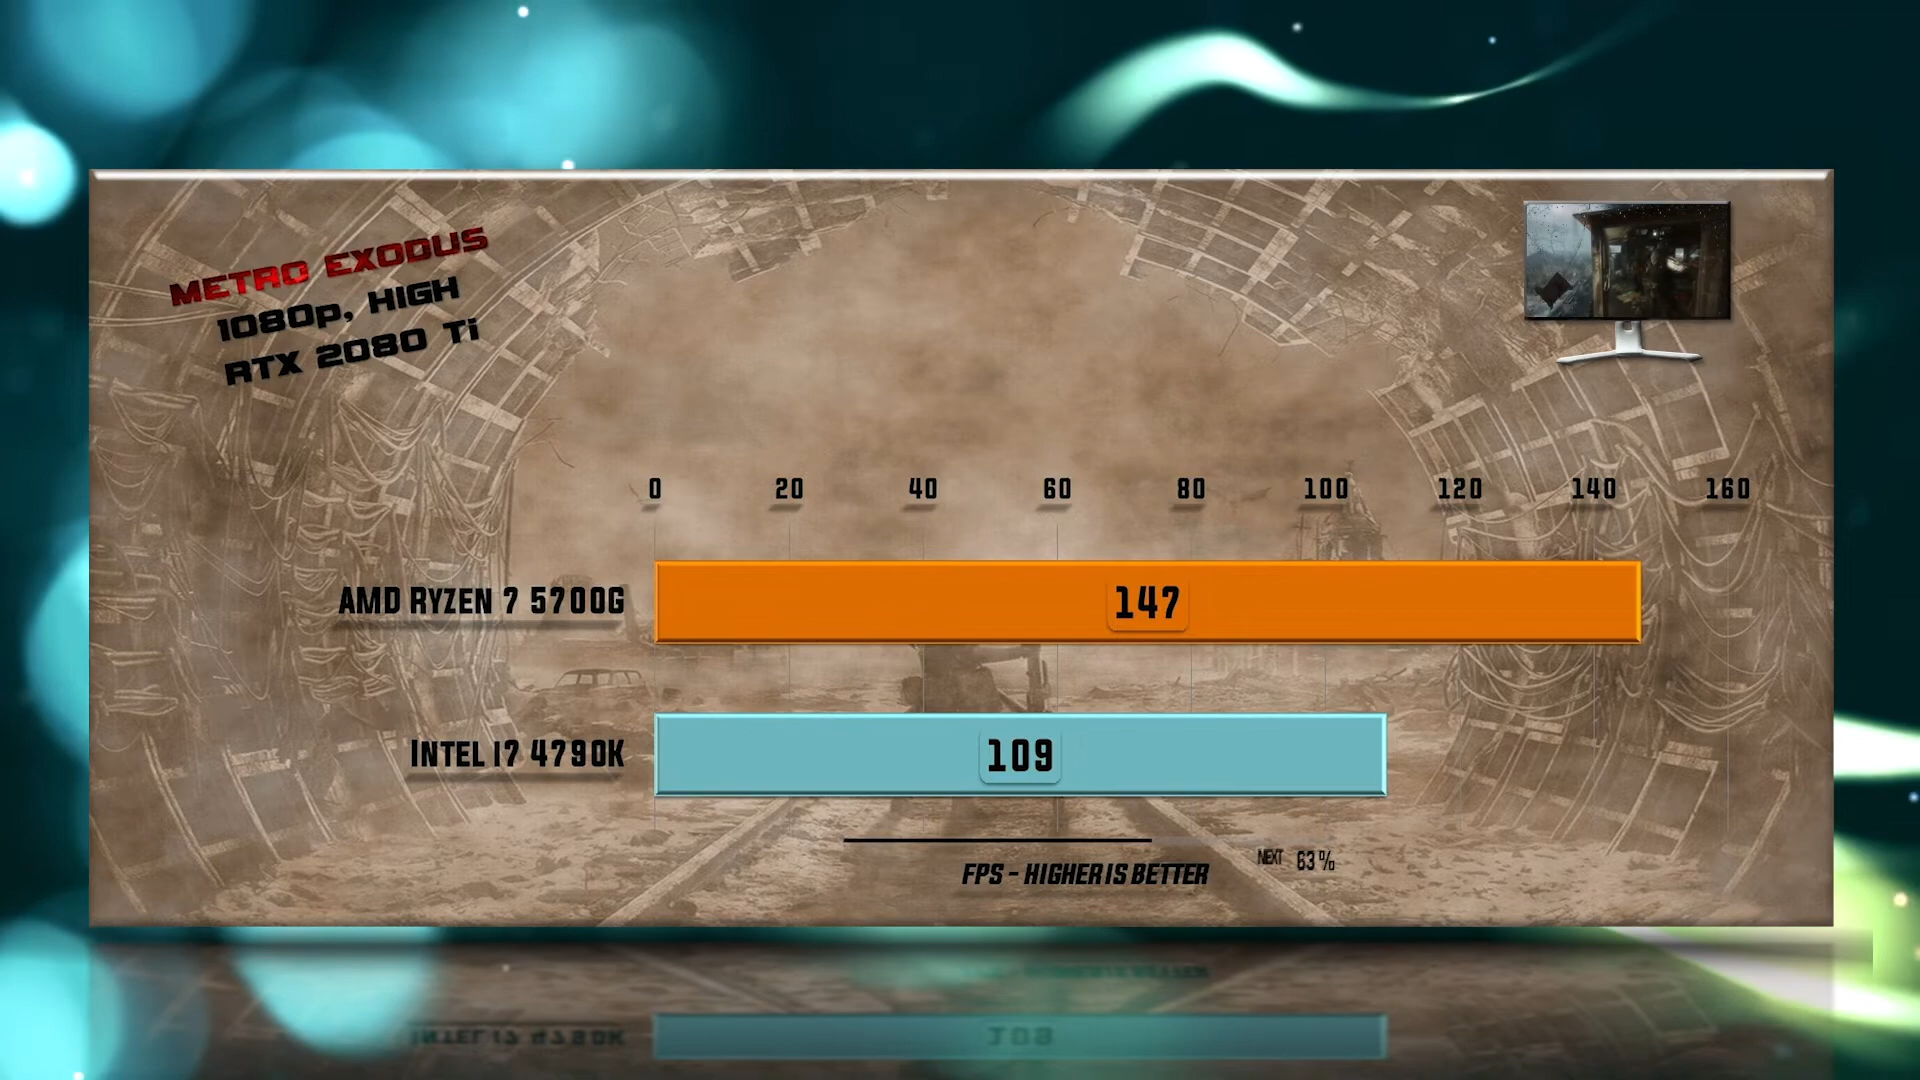 METRO EXODUS
1080p, HIGH
RTX 2080 Ti
0 20 40 60 80 100 120 140 160
AMD RYZEN 7 5700G 147
INTEL I7 4790K 109
FPS - HIGHER IS BETTER
NEXT 63%